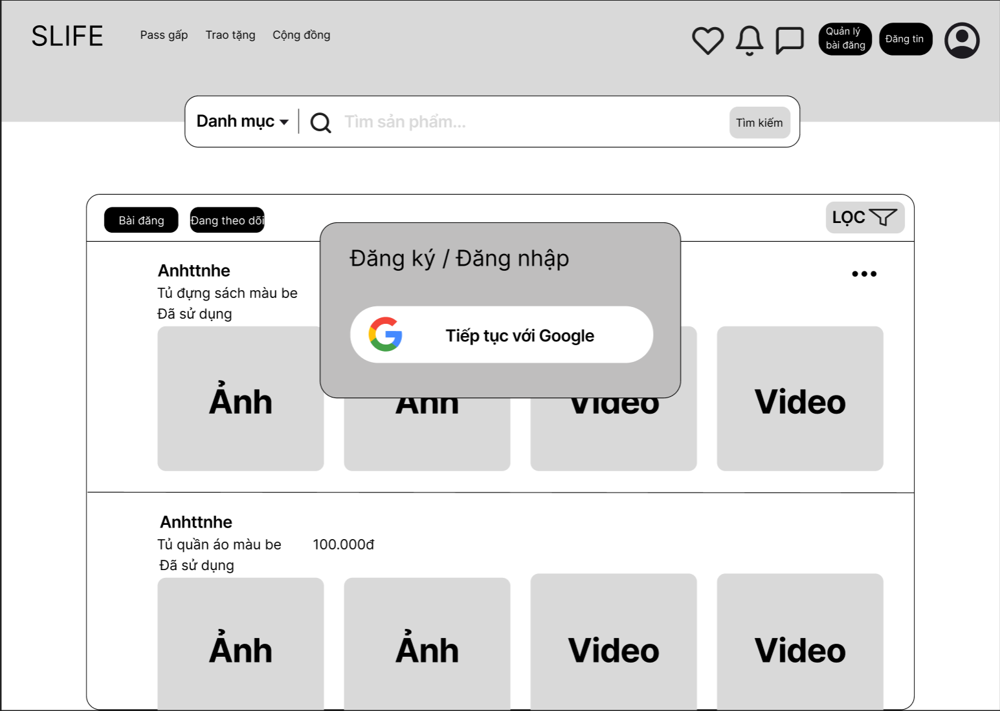 SLIFE
Pass gấp
Trao tặng
Cộng đồng
Quản lý
bài đăng
Đăng tin
Danh mục
Tìm sản phẩm...
Tìm kiếm
Bài đăng
Đang theo dõi
LỌC
Đăng ký / Đăng nhập
Tiếp tục với Google
Anhttnhe
Tủ đựng sách màu be
Đã sử dụng
Ảnh
Ảnh
Video
Video
Anhttnhe
Tủ quần áo màu be
100.000đ
Đã sử dụng
Ảnh
Ảnh
Video
Video